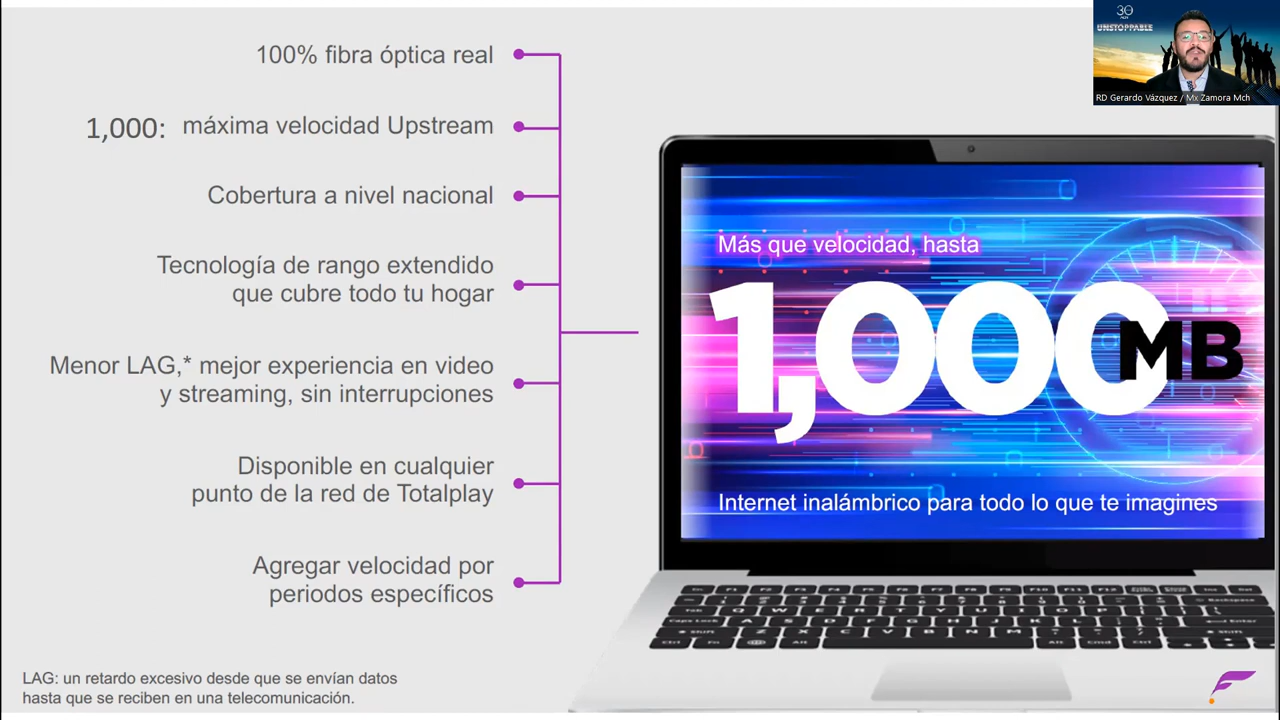 100% fibra óptica real
1,000: máxima velocidad Upstream
Cobertura a nivel nacional
Tecnología de rango extendido
que cubre todo tu hogar
Menor LAG,* mejor experiencia en video
y streaming, sin interrupciones
Disponible en cualquier
punto de la red de Totalplay
Agregar velocidad por
periodos específicos
LAG: un retardo excesivo desde que se envían datos
hasta que se reciben en una telecomunicación.
Más que velocidad, hasta
1,000 MB
Internet inalámbrico para todo lo que te imagines
30
UNSTOPPABLE
RD Gerardo Vázquez / Mx Zamora Mch